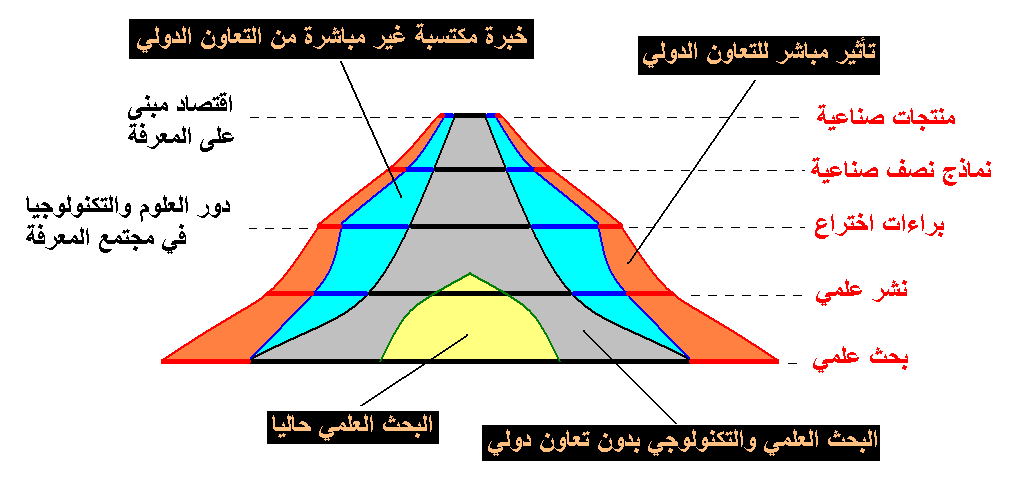 خبرة مكتسبة غير مباشرة من التعاون الدولي
تأثير مباشر للتعاون الدولي
اقتصاد مبنى
على المعرفة
منتجات صناعية
نماذج نصف صناعية
دور العلوم والتكنولوجيا
في مجتمع المعرفة
براءات اختراع
نشر علمي
بحث علمي
البحث العلمي حاليا
البحث العلمي والتكنولوجي بدون تعاون دولي